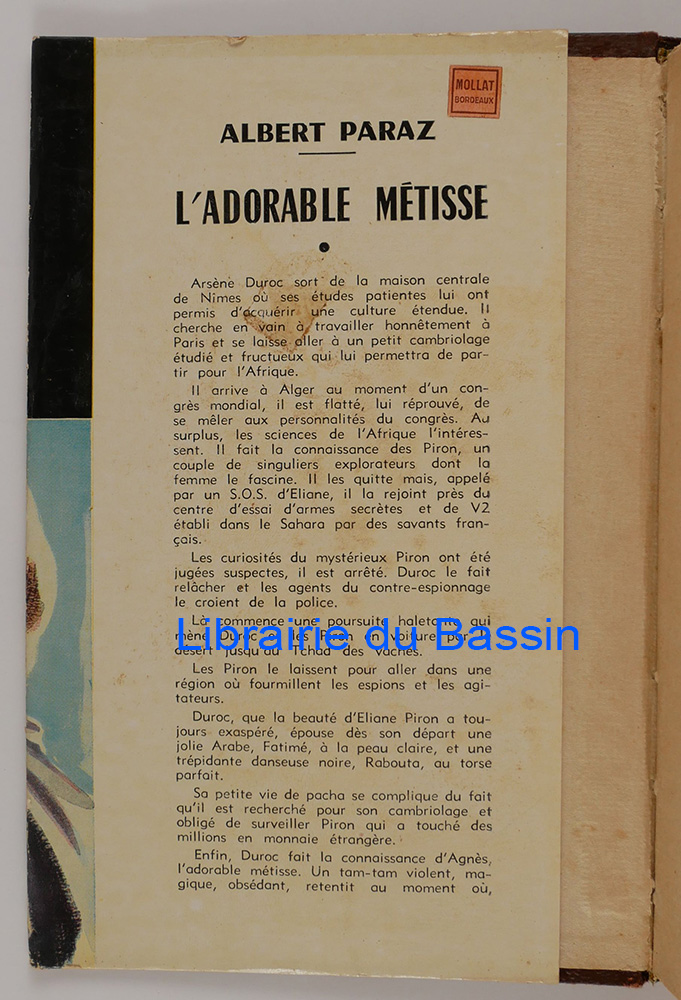 MOLLAT
BORDEAUX
ALBERT PARAZ
L'ADORABLE MÉTISSE
Arsène Duroc sort de la maison centrale
de Nîmes où ses études patientes lui ont
permis d'acquérir une culture étendue. Il
cherche en vain à travailler honnêtement à
Paris et se laisse aller à un petit cambriolage
étudié et fructueux qui lui permettra de par-
tir pour l'Afrique.
Il arrive à Alger au moment d'un con-
grès mondial, il est flatté, lui réprouvé, de
se mêler aux personnalités du congrès. Au
surplus, les sciences de l'Afrique l'intéres-
sent. Il fait la connaissance des Piron, un
couple de singuliers explorateurs dont la
femme le fascine. Il les quitte mais, appelé
par un S.O.S. d'Eliane, il la rejoint près du
centre d'essai d'armes secrètes et de V2
établi dans le Sahara par des savants fran-
çais.
Les curiosités du mystérieux Piron ont été
jugées suspectes, il est arrêté. Duroc le fait
relâcher et les agents du contre-espionnage
le croient de la police.
Là commence une poursuite haletante qui
mène Duroc et les Piron en voiture par le
désert jusqu'au Tchad des vaches.
Librairie du Bassin
Les Piron le laissent pour aller dans une
région où fourmillent les espions et les agi-
tateurs.
Duroc, que la beauté d'Eliane Piron a tou-
jours exaspéré, épouse dès son départ une
jolie Arabe, Fatimé, à la peau claire, et une
trépidante danseuse noire, Rabouta, au torse
parfait.
Sa petite vie de pacha se complique du fait
qu'il est recherché pour son cambriolage et
obligé de surveiller Piron qui a touché des
millions en monnaie étrangère.
Enfin, Duroc fait la connaissance d'Agnès,
l'adorable métisse. Un tam-tam violent, ma-
gique, obsédant, retentit au moment où,